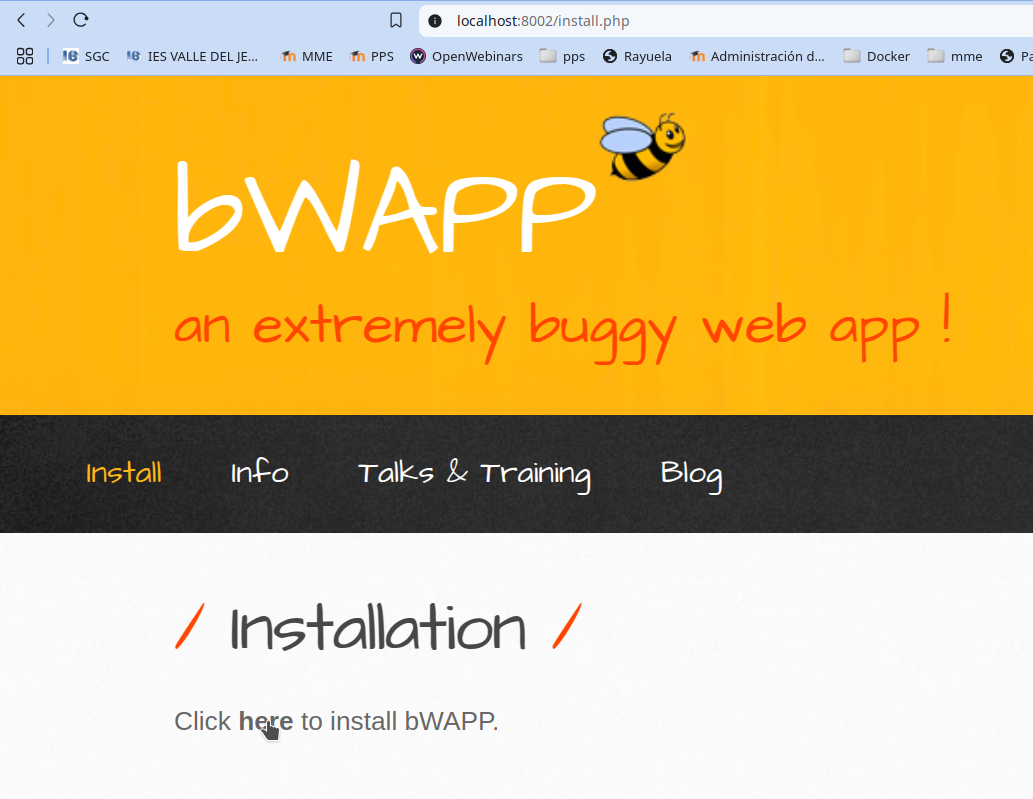 localhost:8002/install.php
SGC IES VALLE DEL JE... MME PPS OpenWebinars pps Rayuela Administración d... Docker mme Pa
bWAPP
an extremely buggy web app !
Install Info Talks & Training Blog
/ Installation /
Click here to install bWAPP.